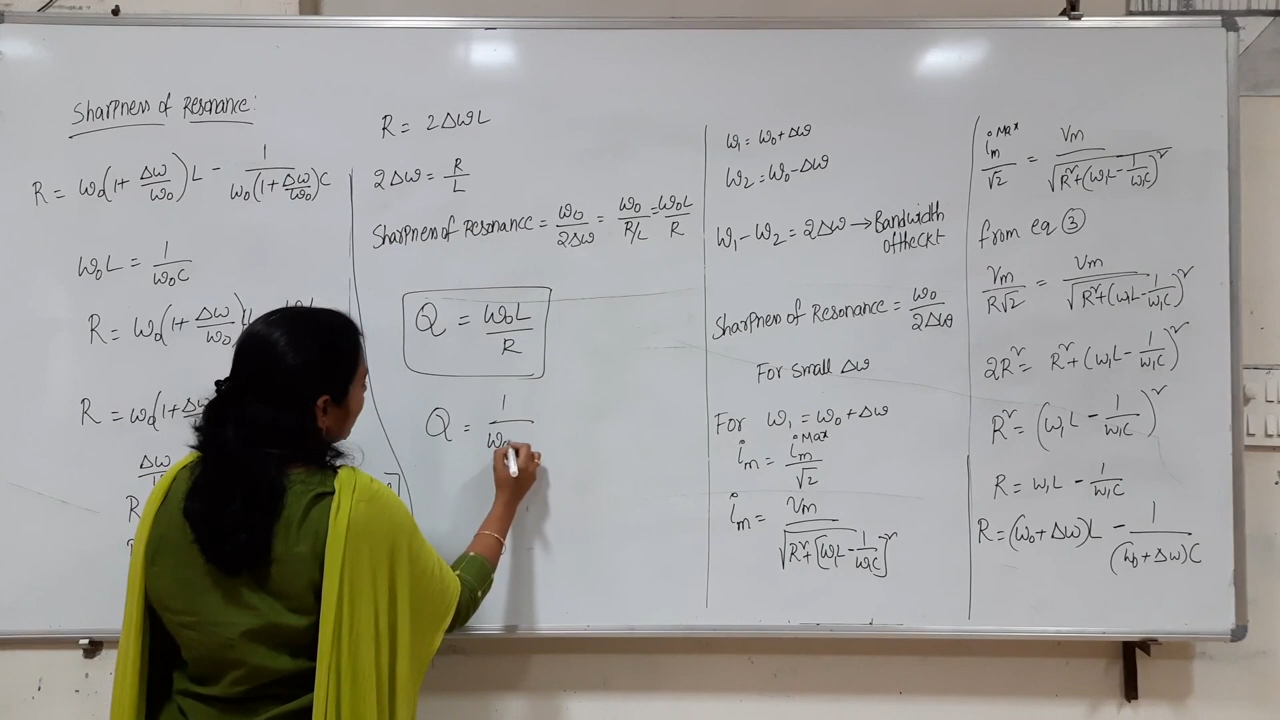 Sharpness of Resonance:
R = ω₀(1 + Δω/ω₀)L − 1/(ω₀(1 + Δω/ω₀)C)
ω₀L = 1/(ω₀C)
R = ω₀(1 + Δω/ω₀)
R = ω₀(1 + Δω
Δω
R
R = 2ΔωL
2Δω = R/L
Sharpness of Resonance = ω₀/2Δω = ω₀/(R/L) = ω₀L/R
Q = ω₀L/R
Q = 1/ω₀
ω₁ = ω₀ + Δω
ω₂ = ω₀ − Δω
ω₁ − ω₂ = 2Δω → Bandwidth
of the Ckt
Sharpness of Resonance = ω₀/2Δω
For small Δω
For ω₁ = ω₀ + Δω
iₘ = iₘᴹᵃˣ/√2
iₘ = Vₘ/√(R² + [ω₁L − 1/(ω₁C)]²)
iₘᴹᵃˣ/√2 = Vₘ/√(R² + (ω₁L − 1/(ω₁C))²)
from eq ③
Vₘ/(R√2) = Vₘ/√(R² + (ω₁L − 1/(ω₁C))²)
2R² = R² + (ω₁L − 1/(ω₁C))²
R² = (ω₁L − 1/(ω₁C))²
R = ω₁L − 1/(ω₁C)
R = (ω₀ + Δω)L − 1/((ω₀ + Δω)C)